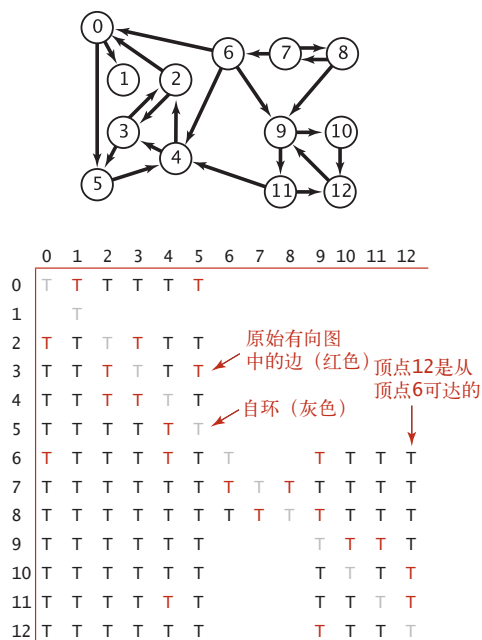 0
6 7 8
1 2
3 9 10
4
5 11 12
0 1 2 3 4 5 6 7 8 9 10 11 12
0 T T T T T T
1 T
2 T T T T T T
3 T T T T T T
4 T T T T T T
5 T T T T T T
6 T T T T T T T T T T T
7 T T T T T T T T T T T T T
8 T T T T T T T T T T T T T
9 T T T T T T T T T T
10 T T T T T T T T T T
11 T T T T T T T T T T
12 T T T T T T T T T T
原始有向图
中的边（红色）
自环（灰色）
顶点12是从
顶点6可达的